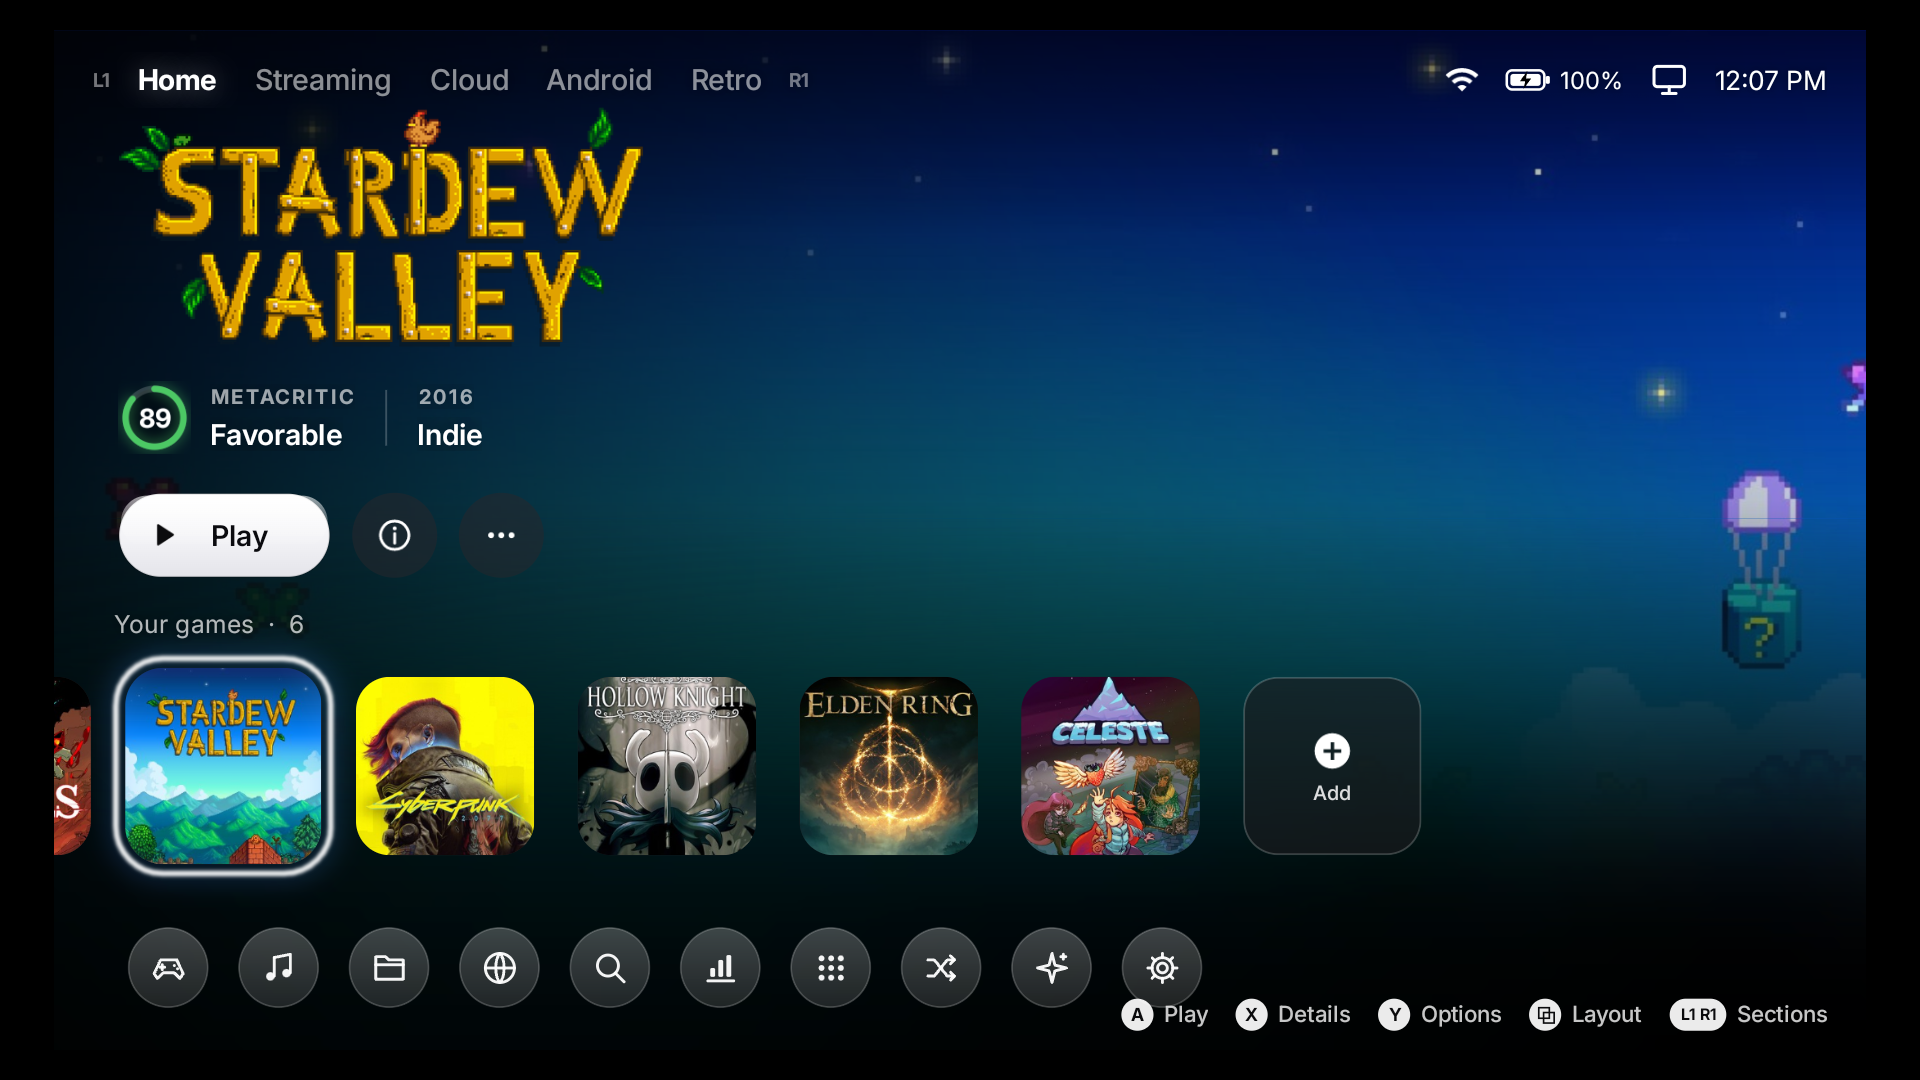 L1 Home Streaming Cloud Android Retro R1
100% 12:07 PM
STARDEW
VALLEY
89
METACRITIC
Favorable
2016
Indie
Play
Your games · 6
S
STARDEW
VALLEY
Cyberpunk
2077
HOLLOW KNIGHT
ELDEN RING
CELESTE
Add
?
A Play X Details Y Options Layout L1 R1 Sections